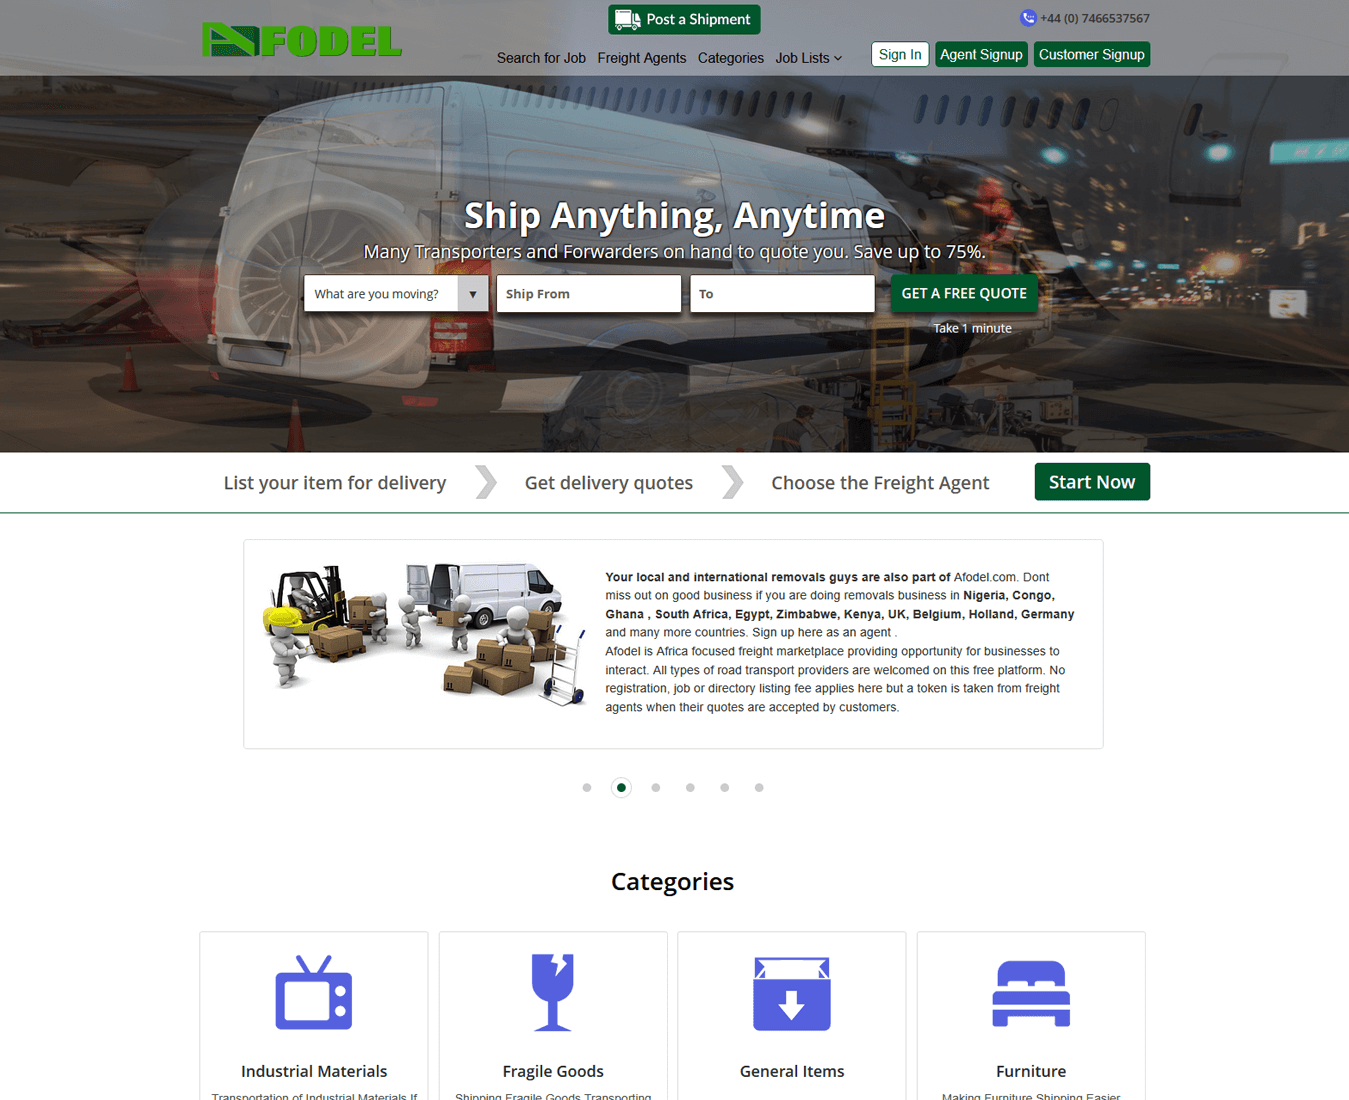 AFODEL
Post a Shipment
+44 (0) 7466537567
Search for Job Freight Agents Categories Job Lists
Sign In Agent Signup Customer Signup
Ship Anything, Anytime
Many Transporters and Forwarders on hand to quote you. Save up to 75%.
What are you moving? Ship From To GET A FREE QUOTE
Take 1 minute
List your item for delivery Get delivery quotes Choose the Freight Agent Start Now
Your local and international removals guys are also part of Afodel.com. Dont
miss out on good business if you are doing removals business in Nigeria, Congo,
Ghana , South Africa, Egypt, Zimbabwe, Kenya, UK, Belgium, Holland, Germany
and many more countries. Sign up here as an agent .
Afodel is Africa focused freight marketplace providing opportunity for businesses to
interact. All types of road transport providers are welcomed on this free platform. No
registration, job or directory listing fee applies here but a token is taken from freight
agents when their quotes are accepted by customers.
Categories
Industrial Materials Fragile Goods General Items Furniture
Transportation of Industrial Materials If Shipping Fragile Goods Transporting Making Furniture Shipping Easier